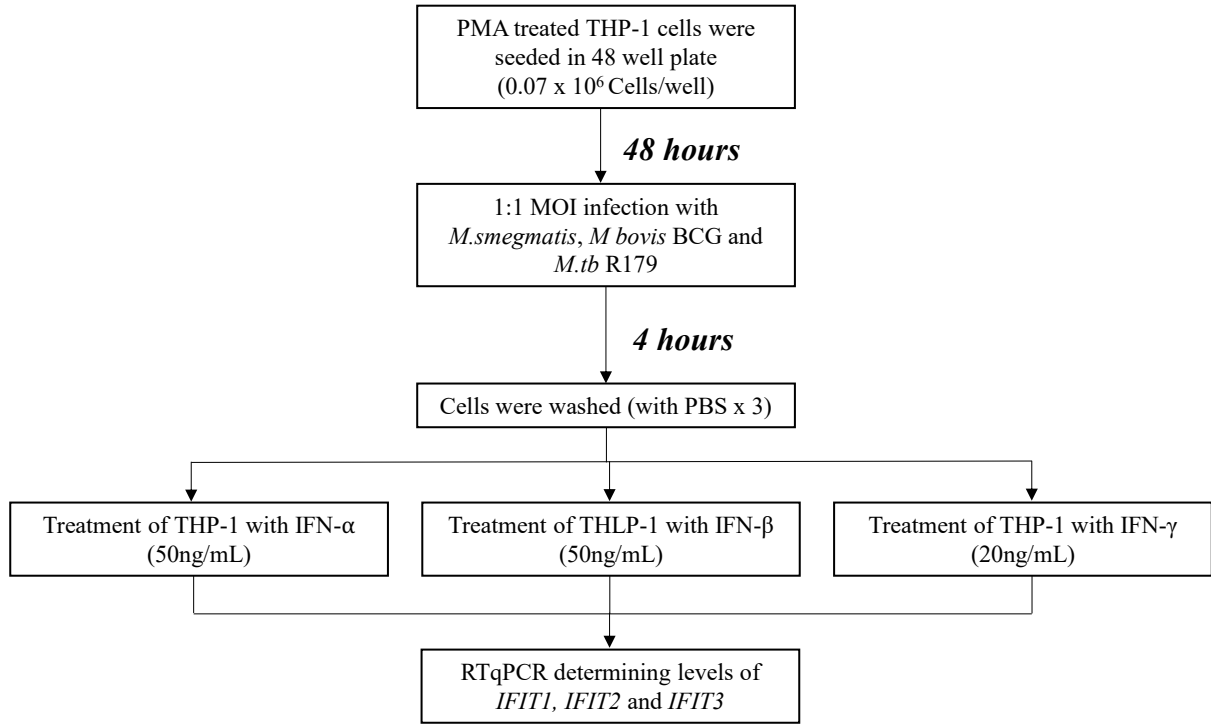 PMA treated THP-1 cells were
seeded in 48 well plate
(0.07 x 10⁶ Cells/well)
48 hours
1:1 MOI infection with
M.smegmatis, M bovis BCG and
M.tb R179
4 hours
Cells were washed (with PBS x 3)
Treatment of THP-1 with IFN-α
(50ng/mL)
Treatment of THLP-1 with IFN-β
(50ng/mL)
Treatment of THP-1 with IFN-γ
(20ng/mL)
RTqPCR determining levels of
IFIT1, IFIT2 and IFIT3